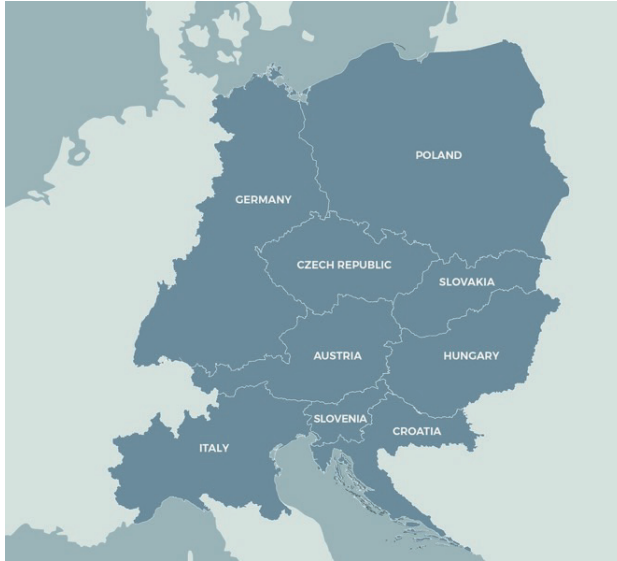 POLAND
GERMANY
CZECH REPUBLIC
SLOVAKIA
AUSTRIA
HUNGARY
SLOVENIA
CROATIA
ITALY